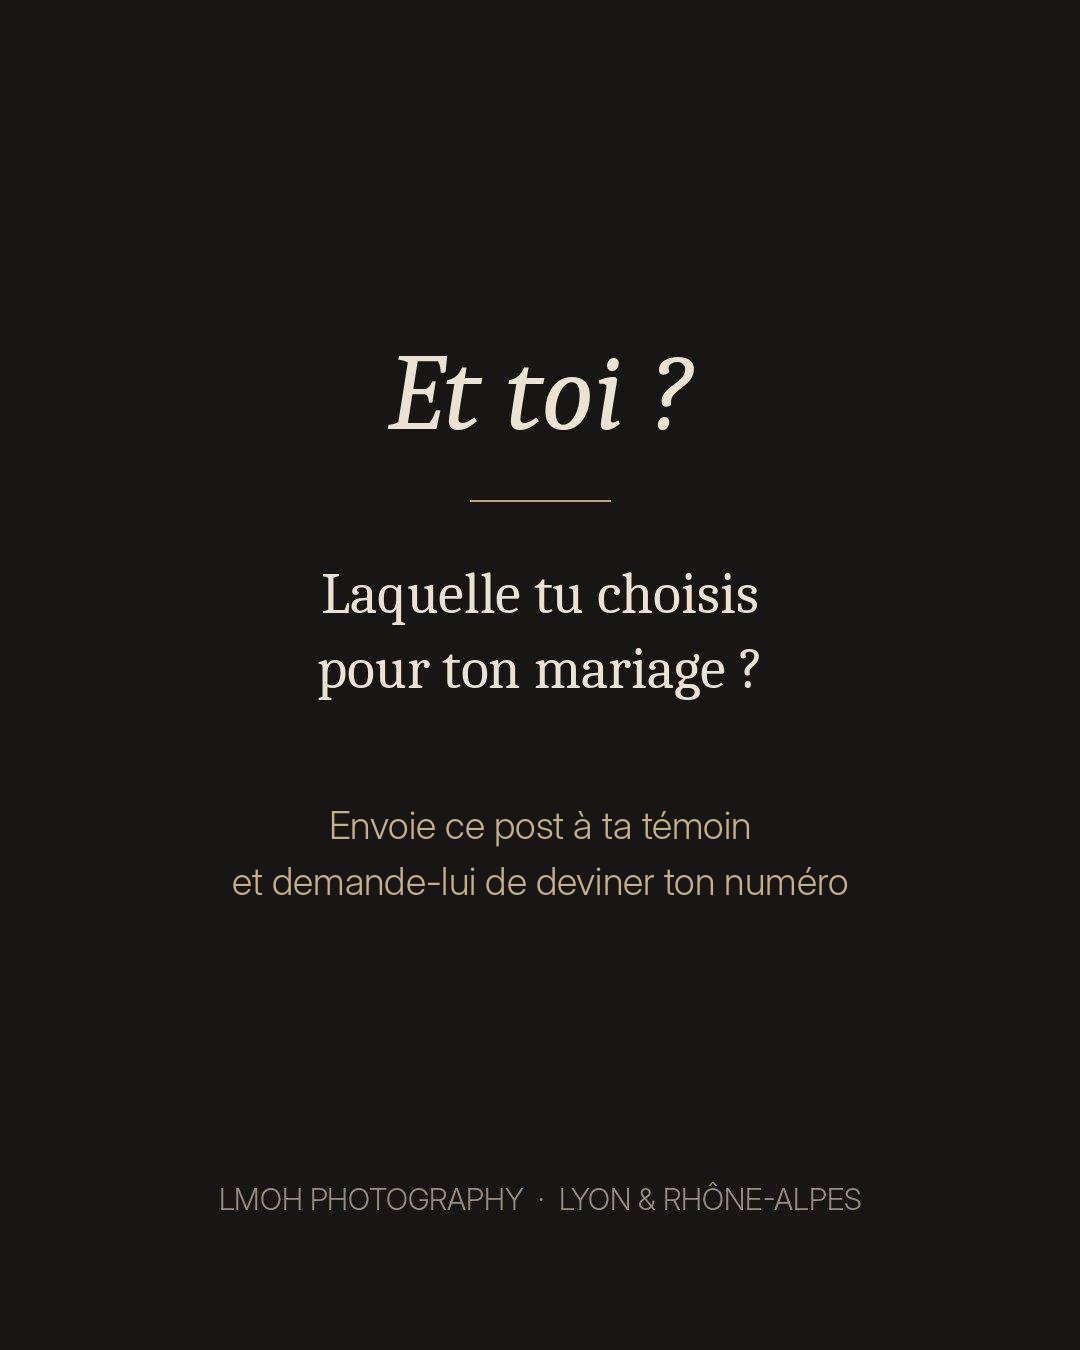 Et toi ?
Laquelle tu choisis
pour ton mariage ?
Envoie ce post à ta témoin
et demande-lui de deviner ton numéro
LMOH PHOTOGRAPHY · LYON & RHÔNE-ALPES